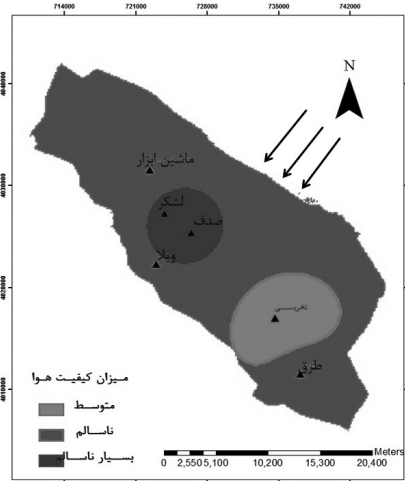 714000 721000 728000 735000 742000
4040000
N
ماشین ابزار
4030000
لشکر
صدف
ویلا
4020000
طرق
4010000
میزان کیفیت هوا
متوسط
ناسالم
بسیار ناسال
Meters
0 2,550 5,100 10,200 15,300 20,400